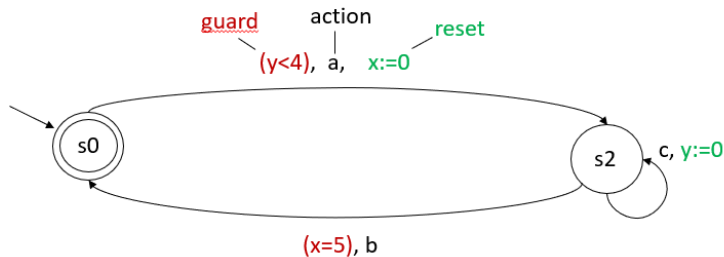 guard
action
reset
(y<4), a, x:=0
s0
s2
c, y:=0
(x=5), b